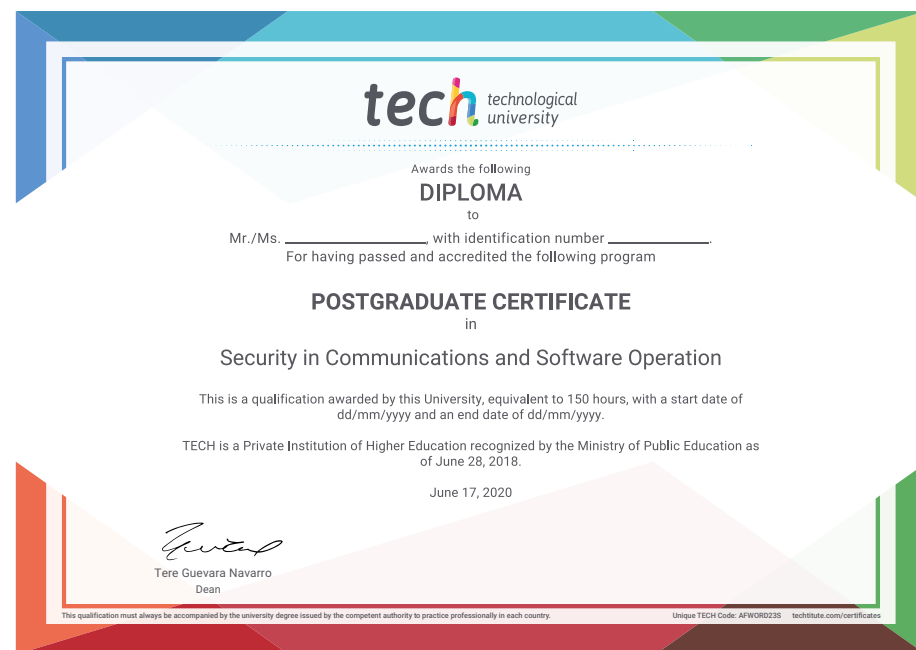 tech technological
university
Awards the following
DIPLOMA
to
Mr./Ms. ____________________, with identification number ______________.
For having passed and accredited the following program
POSTGRADUATE CERTIFICATE
in
Security in Communications and Software Operation
This is a qualification awarded by this University, equivalent to 150 hours, with a start date of
dd/mm/yyyy and an end date of dd/mm/yyyy.
TECH is a Private Institution of Higher Education recognized by the Ministry of Public Education as
of June 28, 2018.
June 17, 2020
Tere Guevara Navarro
Dean
This qualification must always be accompanied by the university degree issued by the competent authority to practice professionally in each country. Unique TECH Code: AFWORD23S techtitute.com/certificates